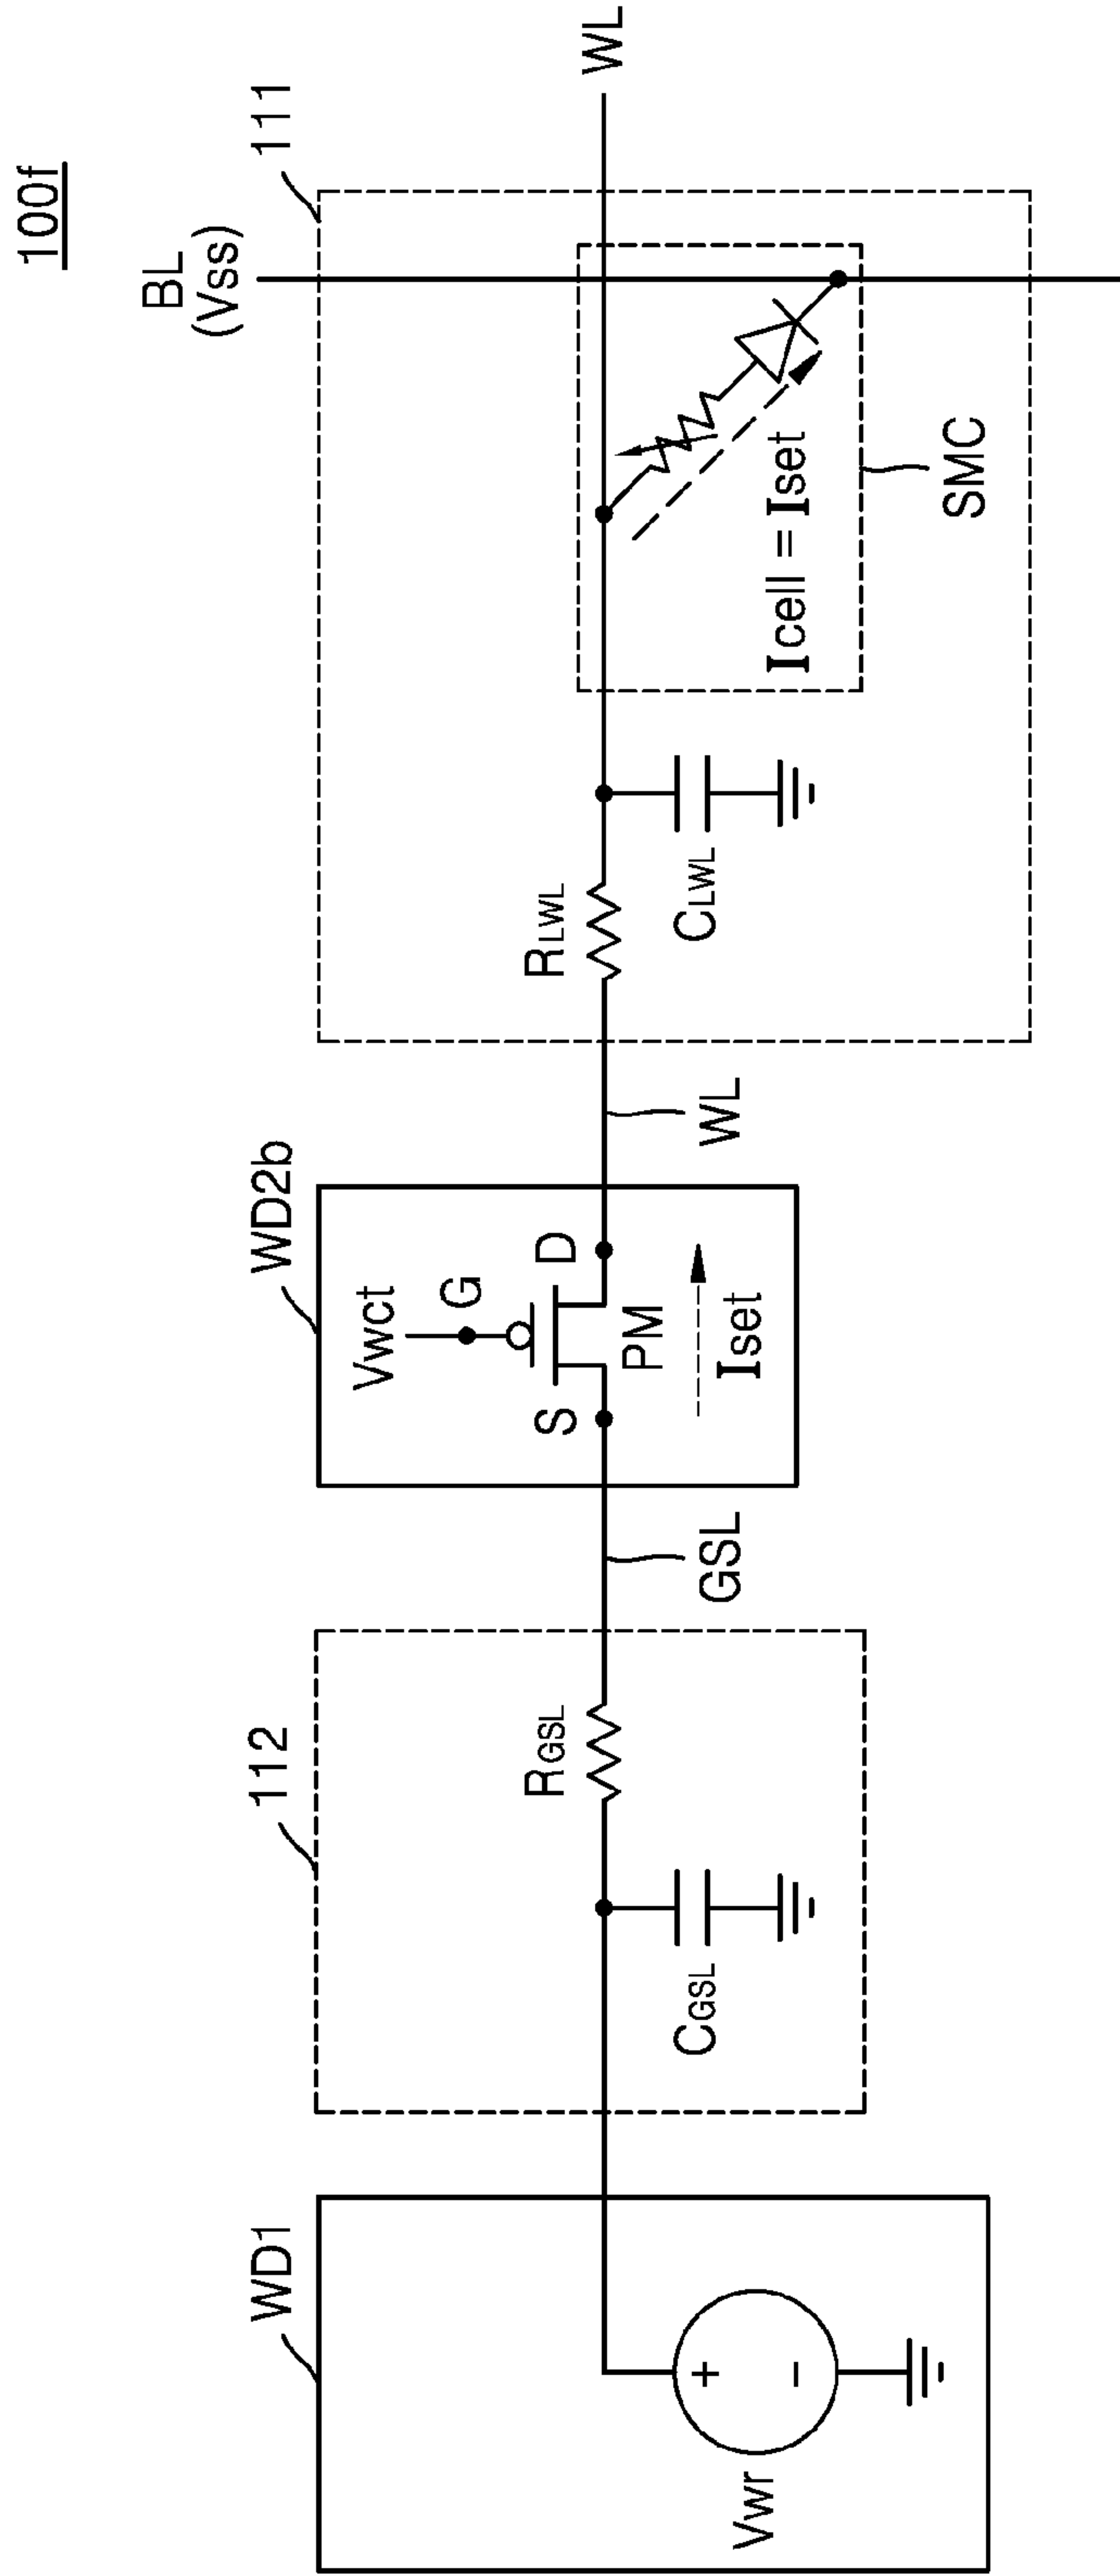 100f
WD1
Vwr
+
-
112
CGSL
RGSL
GSL
WD2b
Vwct
G
S
D
PM
Iset
WL
111
RLWL
CLWL
BL
(Vss)
WL
Icell = Iset
SMC